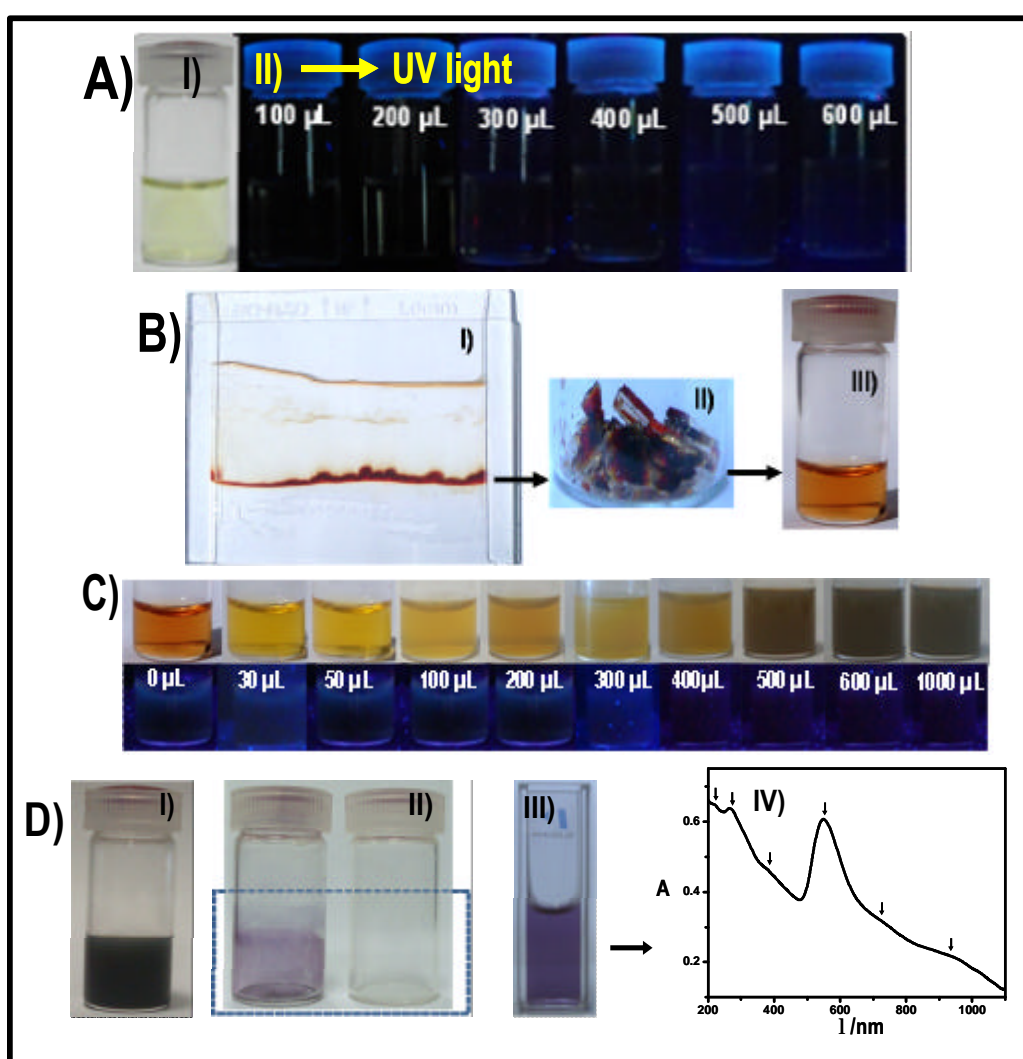 A)
I)
II) → UV light
100 µL 200 µL 300 µL 400 µL 500 µL 600 µL
B)
I)
II)
III)
C)
0 µL 30 µL 50 µL 100 µL 200 µL 300 µL 400µL 500 µL 600 µL 1000 µL
D)
I)
II)
III)
IV)
0.6
A 0.4
0.2
200 400 600 800 1000
l/nm